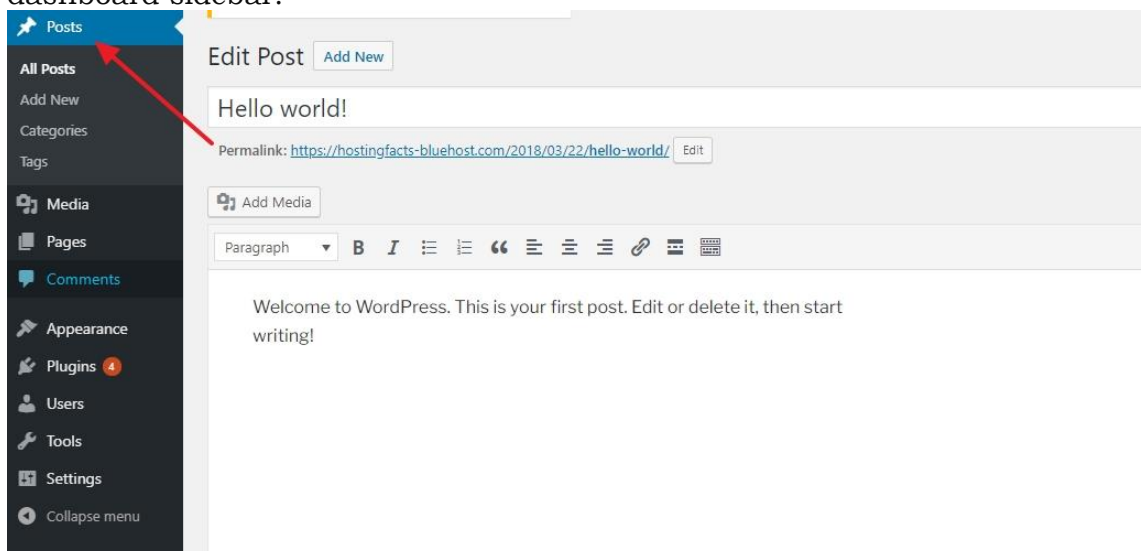 dashboard sidebar.
Posts
All Posts
Add New
Categories
Tags
Media
Pages
Comments
Appearance
Plugins 4
Users
Tools
Settings
Collapse menu
Edit Post Add New
Hello world!
Permalink: https://hostingfacts-bluehost.com/2018/03/22/hello-world/ Edit
Add Media
Paragraph B I
Welcome to WordPress. This is your first post. Edit or delete it, then start
writing!